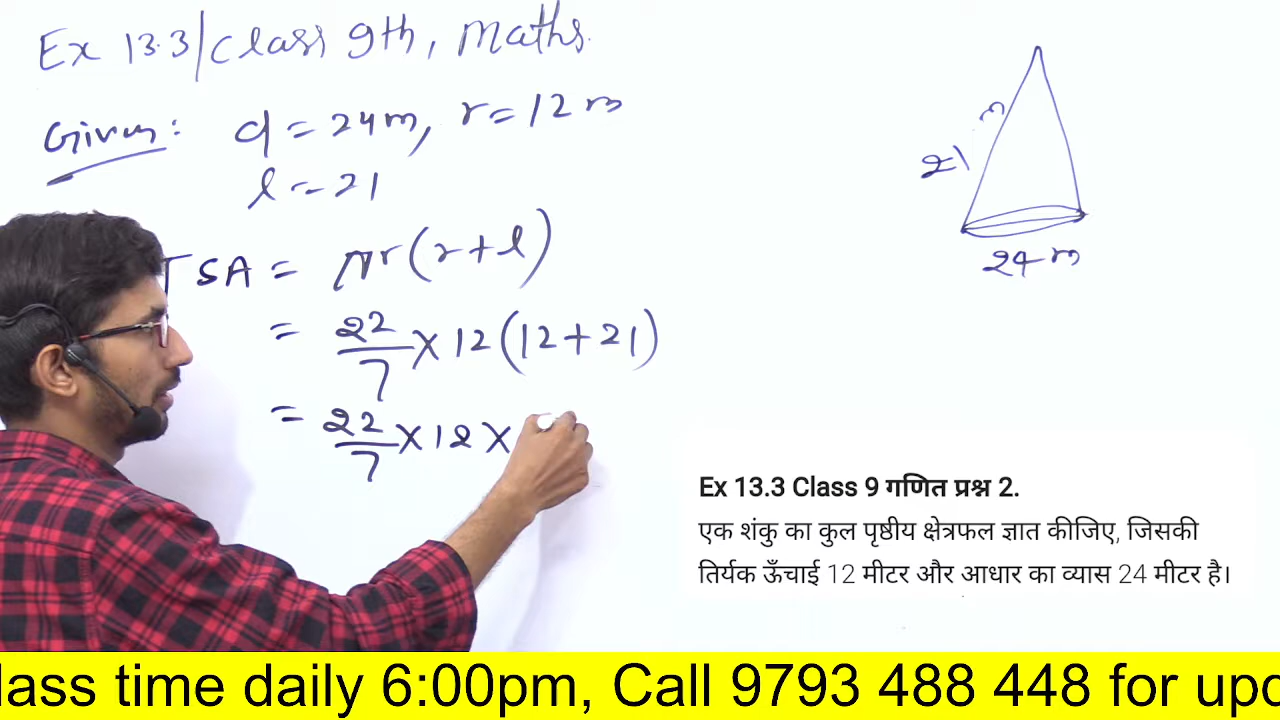 Ex 13.3/Class 9th, Maths.
Given: d = 24m, r = 12 m
l = 21
TSA = πr(r+l)
= 22/7 × 12(12+21)
= 22/7 × 12 ×
21 m
24 m
Ex 13.3 Class 9 गणित प्रश्न 2.
एक शंकु का कुल पृष्ठीय क्षेत्रफल ज्ञात कीजिए, जिसकी
तिर्यक ऊँचाई 12 मीटर और आधार का व्यास 24 मीटर है।
lass time daily 6:00pm, Call 9793 488 448 for upd